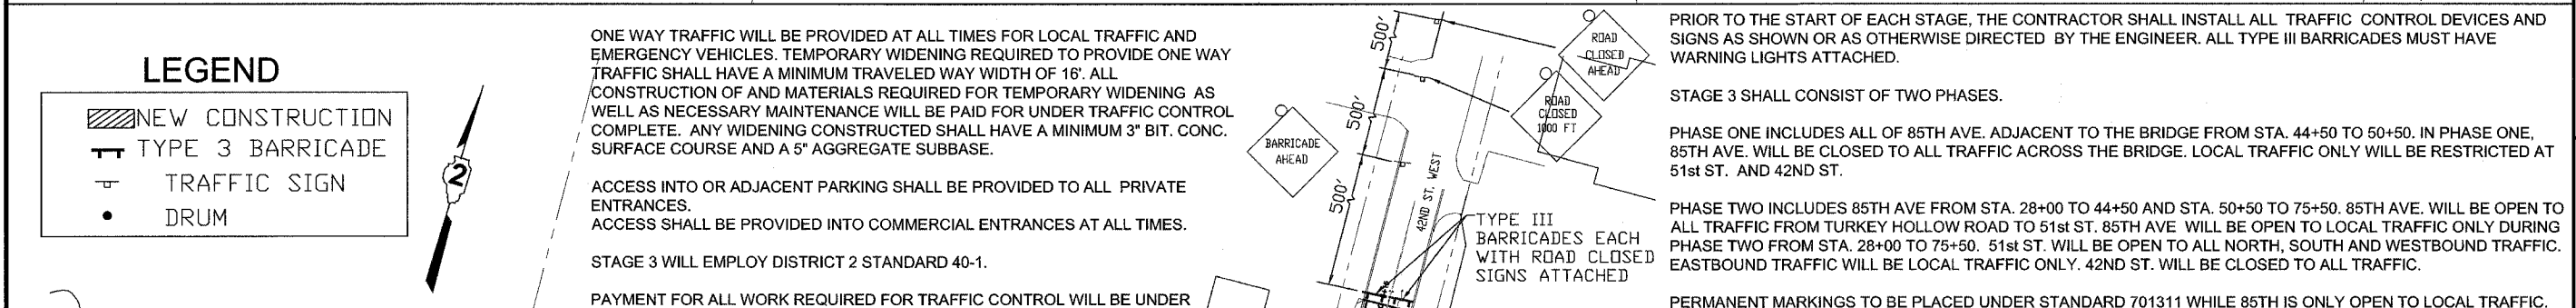 LEGEND
NEW CONSTRUCTION
TYPE 3 BARRICADE
TRAFFIC SIGN
DRUM
2
ONE WAY TRAFFIC WILL BE PROVIDED AT ALL TIMES FOR LOCAL TRAFFIC AND
EMERGENCY VEHICLES. TEMPORARY WIDENING REQUIRED TO PROVIDE ONE WAY
TRAFFIC SHALL HAVE A MINIMUM TRAVELED WAY WIDTH OF 16'. ALL
CONSTRUCTION OF AND MATERIALS REQUIRED FOR TEMPORARY WIDENING AS
WELL AS NECESSARY MAINTENANCE WILL BE PAID FOR UNDER TRAFFIC CONTROL
COMPLETE. ANY WIDENING CONSTRUCTED SHALL HAVE A MINIMUM 3" BIT. CONC.
SURFACE COURSE AND A 5" AGGREGATE SUBBASE.
ACCESS INTO OR ADJACENT PARKING SHALL BE PROVIDED TO ALL PRIVATE
ENTRANCES.
ACCESS SHALL BE PROVIDED INTO COMMERCIAL ENTRANCES AT ALL TIMES.
STAGE 3 WILL EMPLOY DISTRICT 2 STANDARD 40-1.
PAYMENT FOR ALL WORK REQUIRED FOR TRAFFIC CONTROL WILL BE UNDER
500'
500'
500'
ROAD
CLOSED
AHEAD
ROAD
CLOSED
1000 FT
BARRICADE
AHEAD
42ND ST. WEST
TYPE III
BARRICADES EACH
WITH ROAD CLOSED
SIGNS ATTACHED
PRIOR TO THE START OF EACH STAGE, THE CONTRACTOR SHALL INSTALL ALL TRAFFIC CONTROL DEVICES AND
SIGNS AS SHOWN OR AS OTHERWISE DIRECTED BY THE ENGINEER. ALL TYPE III BARRICADES MUST HAVE
WARNING LIGHTS ATTACHED.
STAGE 3 SHALL CONSIST OF TWO PHASES.
PHASE ONE INCLUDES ALL OF 85TH AVE. ADJACENT TO THE BRIDGE FROM STA. 44+50 TO 50+50. IN PHASE ONE,
85TH AVE. WILL BE CLOSED TO ALL TRAFFIC ACROSS THE BRIDGE. LOCAL TRAFFIC ONLY WILL BE RESTRICTED AT
51st ST. AND 42ND ST.
PHASE TWO INCLUDES 85TH AVE FROM STA. 28+00 TO 44+50 AND STA. 50+50 TO 75+50. 85TH AVE. WILL BE OPEN TO
ALL TRAFFIC FROM TURKEY HOLLOW ROAD TO 51st ST. 85TH AVE WILL BE OPEN TO LOCAL TRAFFIC ONLY DURING
PHASE TWO FROM STA. 28+00 TO 75+50. 51st ST. WILL BE OPEN TO ALL NORTH, SOUTH AND WESTBOUND TRAFFIC.
EASTBOUND TRAFFIC WILL BE LOCAL TRAFFIC ONLY. 42ND ST. WILL BE CLOSED TO ALL TRAFFIC.
PERMANENT MARKINGS TO BE PLACED UNDER STANDARD 701311 WHILE 85TH IS ONLY OPEN TO LOCAL TRAFFIC.